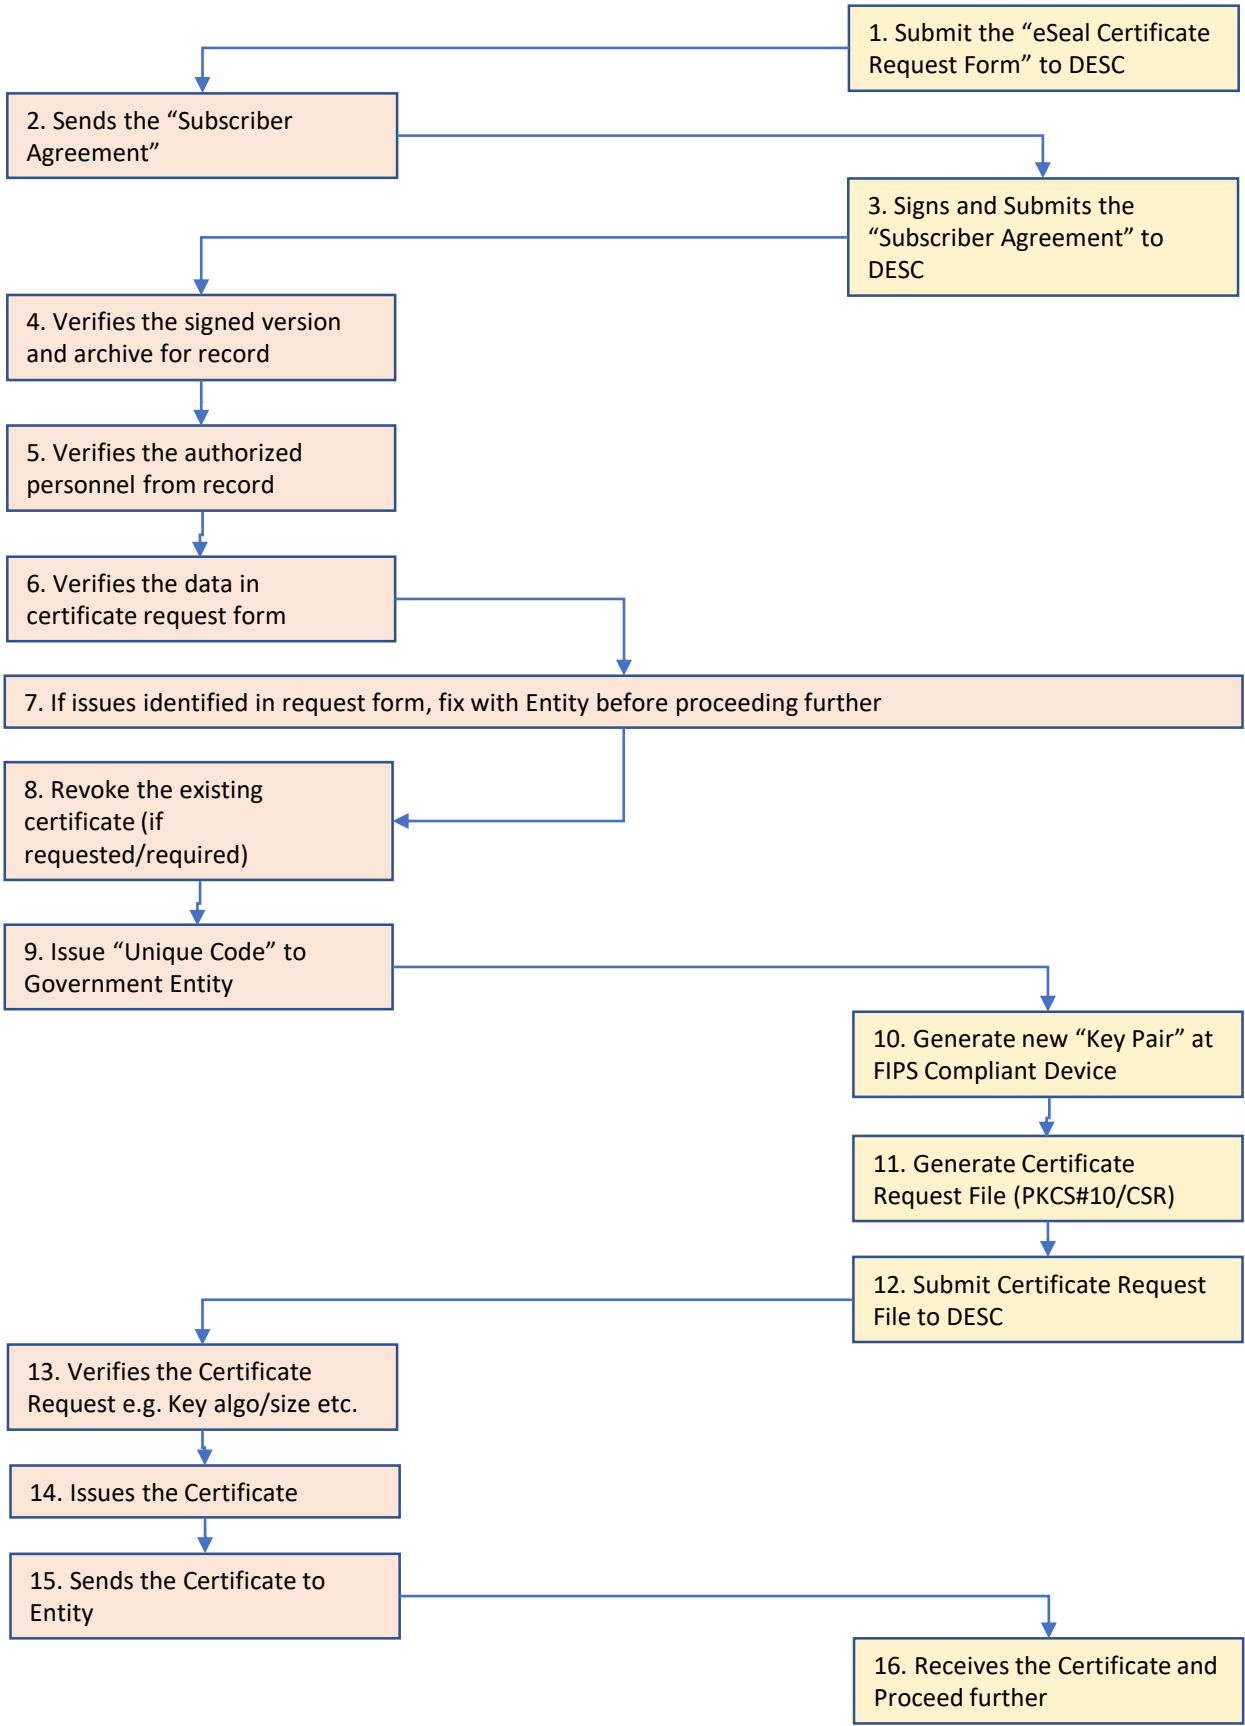 1. Submit the “eSeal Certificate
Request Form” to DESC
2. Sends the “Subscriber
Agreement”
3. Signs and Submits the
“Subscriber Agreement” to
DESC
4. Verifies the signed version
and archive for record
5. Verifies the authorized
personnel from record
6. Verifies the data in
certificate request form
7. If issues identified in request form, fix with Entity before proceeding further
8. Revoke the existing
certificate (if
requested/required)
9. Issue “Unique Code” to
Government Entity
10. Generate new “Key Pair” at
FIPS Compliant Device
11. Generate Certificate
Request File (PKCS#10/CSR)
12. Submit Certificate Request
File to DESC
13. Verifies the Certificate
Request e.g. Key algo/size etc.
14. Issues the Certificate
15. Sends the Certificate to
Entity
16. Receives the Certificate and
Proceed further